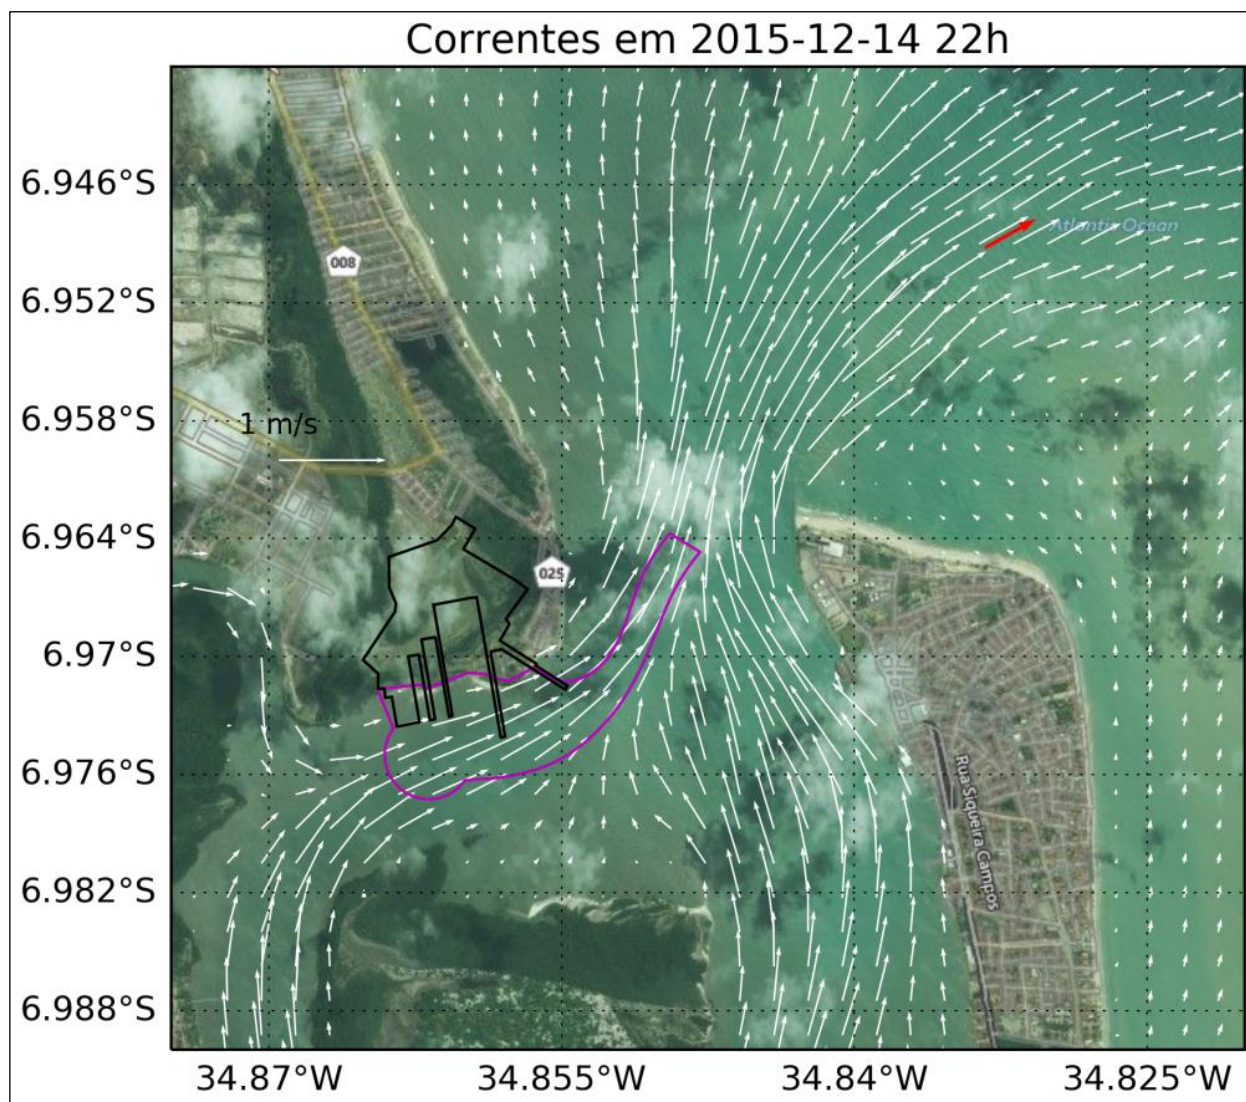 Correntes em 2015-12-14 22h
6.946°S
Atlantic Ocean
008
6.952°S
6.958°S
1 m/s
6.964°S
025
6.97°S
6.976°S
Rua Siqueira Campos
6.982°S
6.988°S
34.87°W 34.855°W 34.84°W 34.825°W